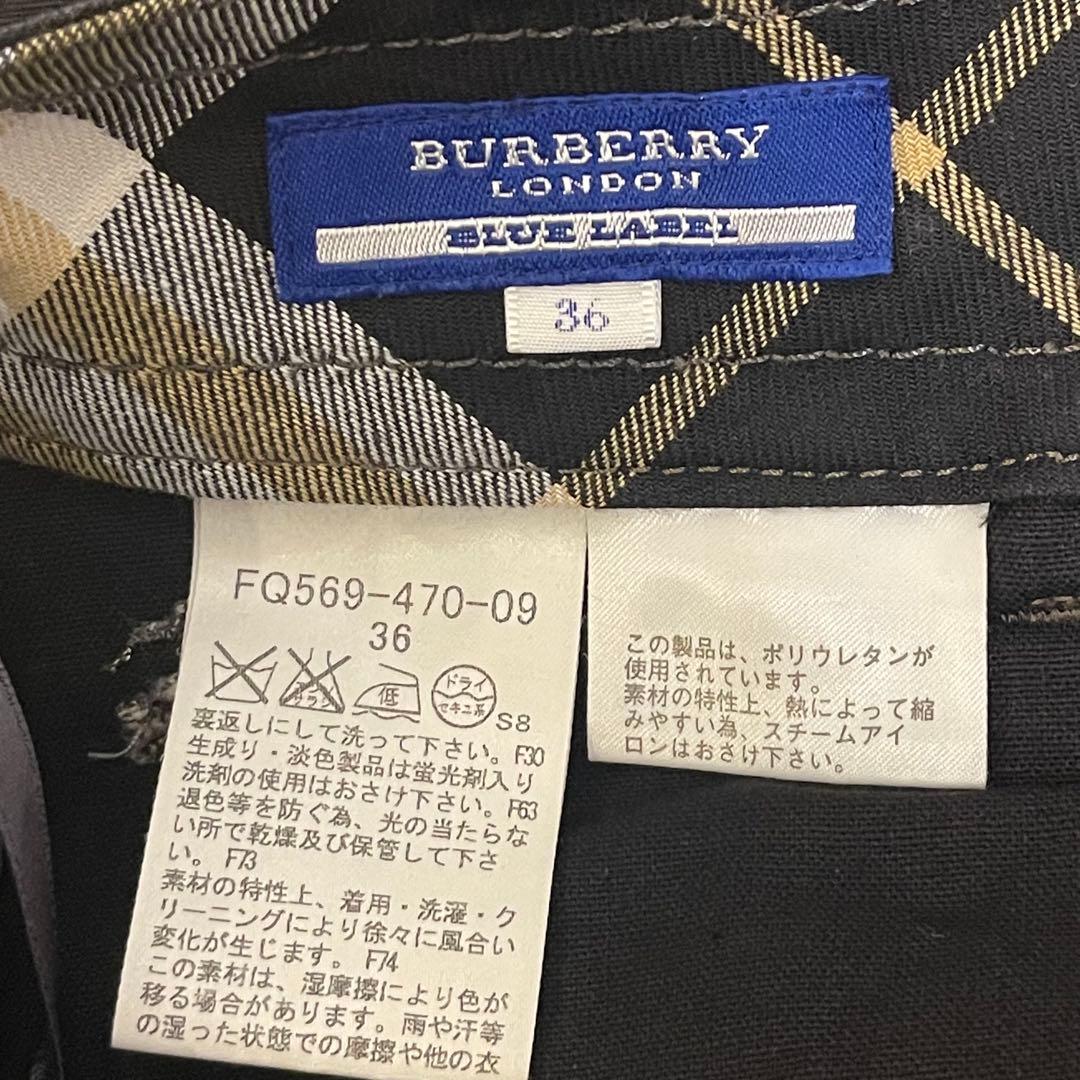 BURBERRY
LONDON
BLUE LABEL
36
FQ569-470-09
36
サラシ
低
ドライ
セキユ系
S8
裏返しにして洗って下さい。F30
生成り・淡色製品は蛍光剤入り
洗剤の使用はおさけ下さい。F63
退色等を防ぐ為、光の当たらな
い所で乾燥及び保管して下さ
い。 F73
素材の特性上、着用・洗濯・ク
リーニングにより徐々に風合い
変化が生じます。 F74
この素材は、湿摩擦により色が
移る場合があります。雨や汗等
の湿った状態での摩擦や他の衣
この製品は、ポリウレタンが
使用されています。
素材の特性上、熱によって縮
みやすい為、スチームアイ
ロンはおさけ下さい。